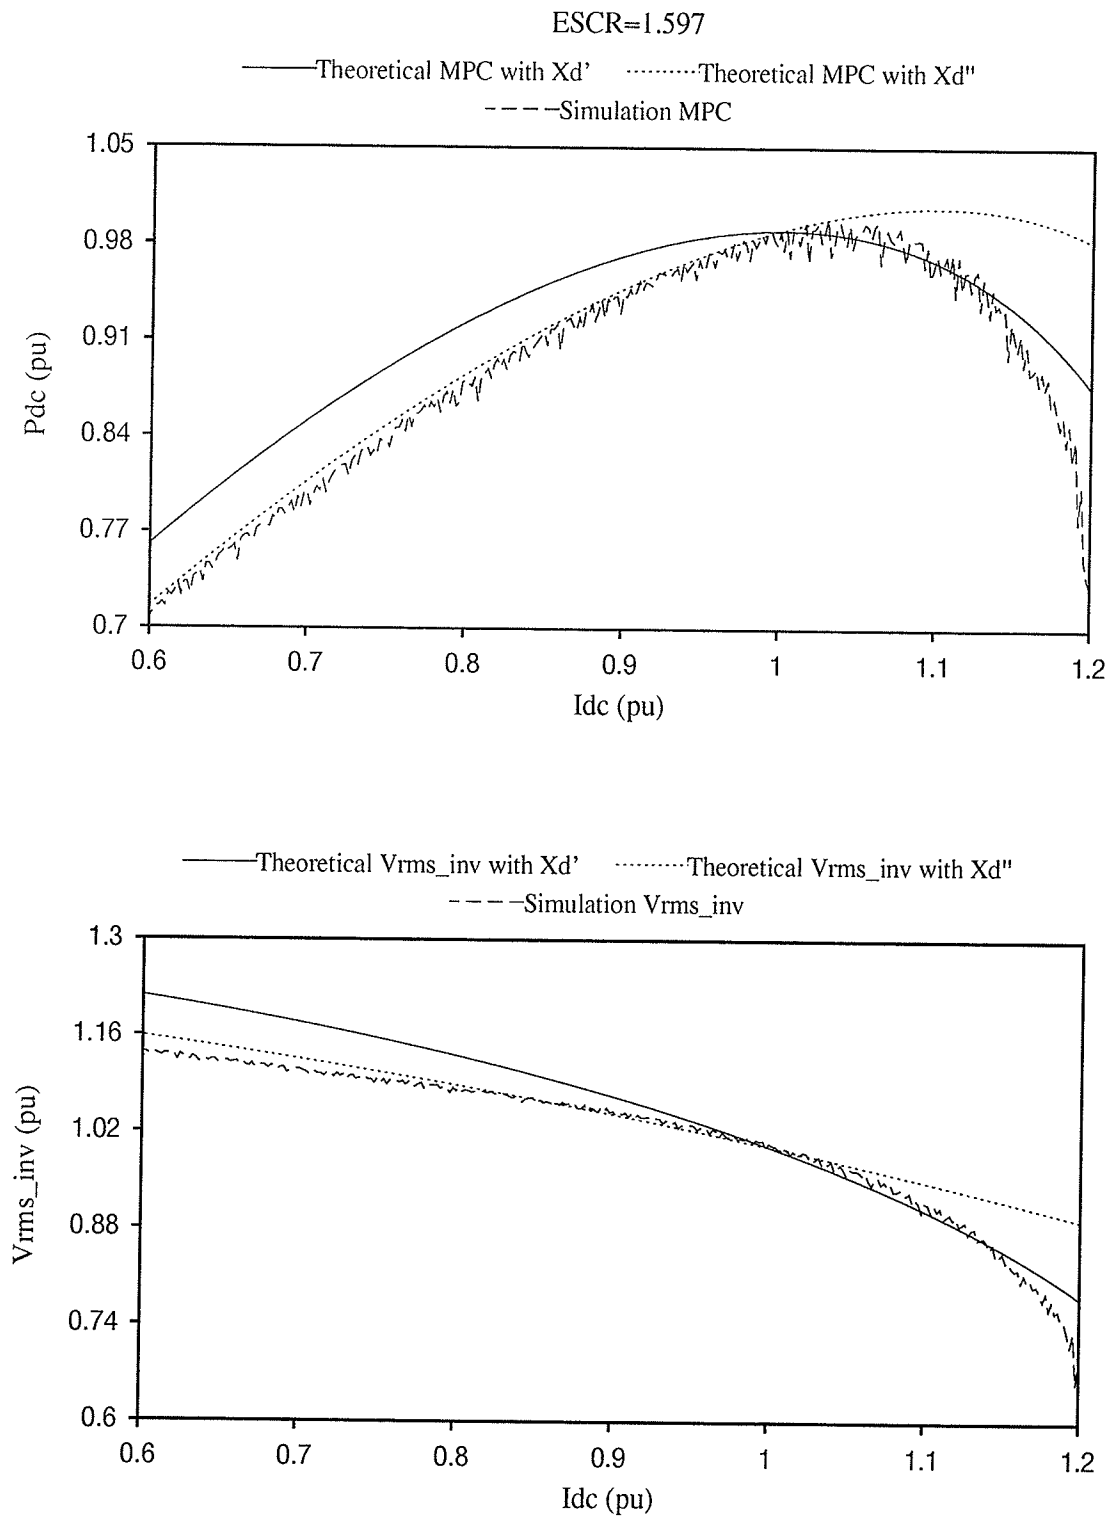 ESCR=1.597
Theoretical MPC with Xd' Theoretical MPC with Xd"
Simulation MPC
1.05
0.98
0.91
0.84
0.77
0.7
Pdc (pu)
0.6 0.7 0.8 0.9 1 1.1 1.2
Idc (pu)
Theoretical Vrms_inv with Xd' Theoretical Vrms_inv with Xd"
Simulation Vrms_inv
1.3
1.16
1.02
0.88
0.74
0.6
Vrms_inv (pu)
0.6 0.7 0.8 0.9 1 1.1 1.2
Idc (pu)